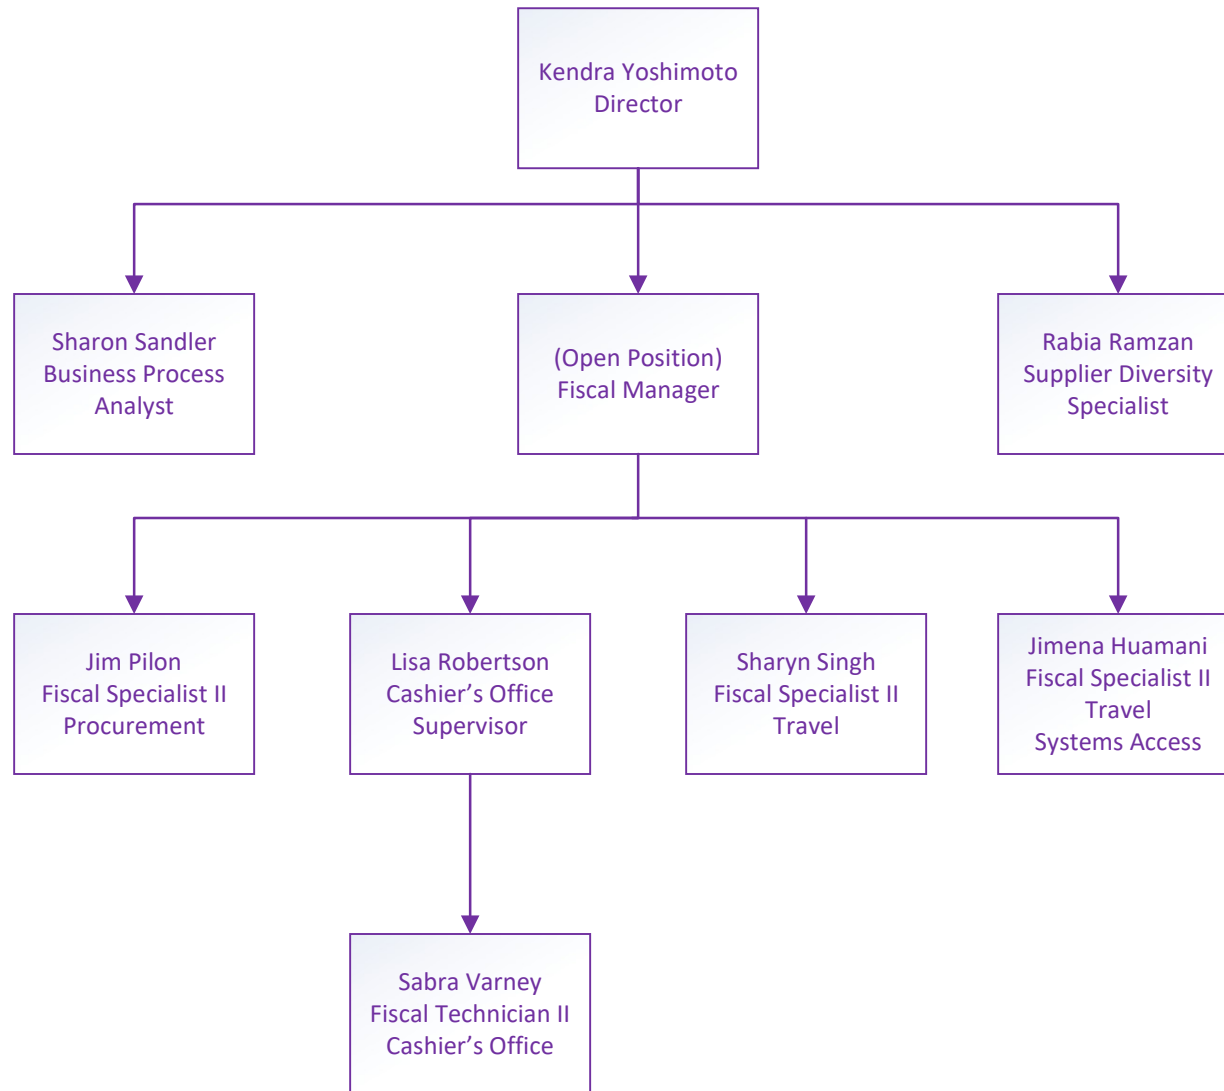 Kendra Yoshimoto
Director
Sharon Sandler
Business Process
Analyst
(Open Position)
Fiscal Manager
Rabia Ramzan
Supplier Diversity
Specialist
Jim Pilon
Fiscal Specialist II
Procurement
Lisa Robertson
Cashier’s Office
Supervisor
Sharyn Singh
Fiscal Specialist II
Travel
Jimena Huamani
Fiscal Specialist II
Travel
Systems Access
Sabra Varney
Fiscal Technician II
Cashier’s Office